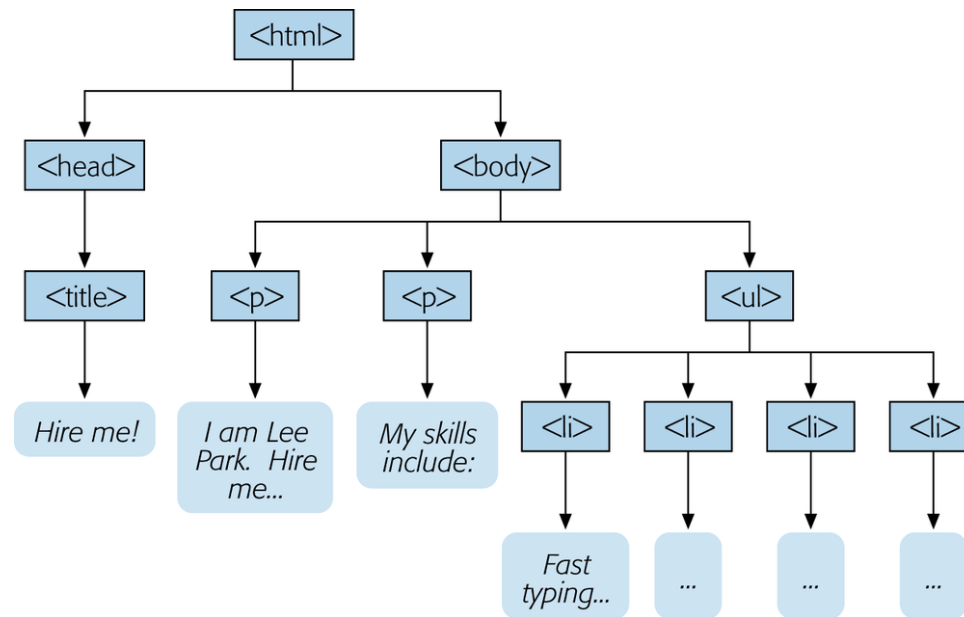 <html>
<head>
<body>
<title>
<p>
<p>
<ul>
Hire me!
I am Lee
Park.  Hire
me...
My skills
include:
<li>
<li>
<li>
<li>
Fast
typing...
...
...
...